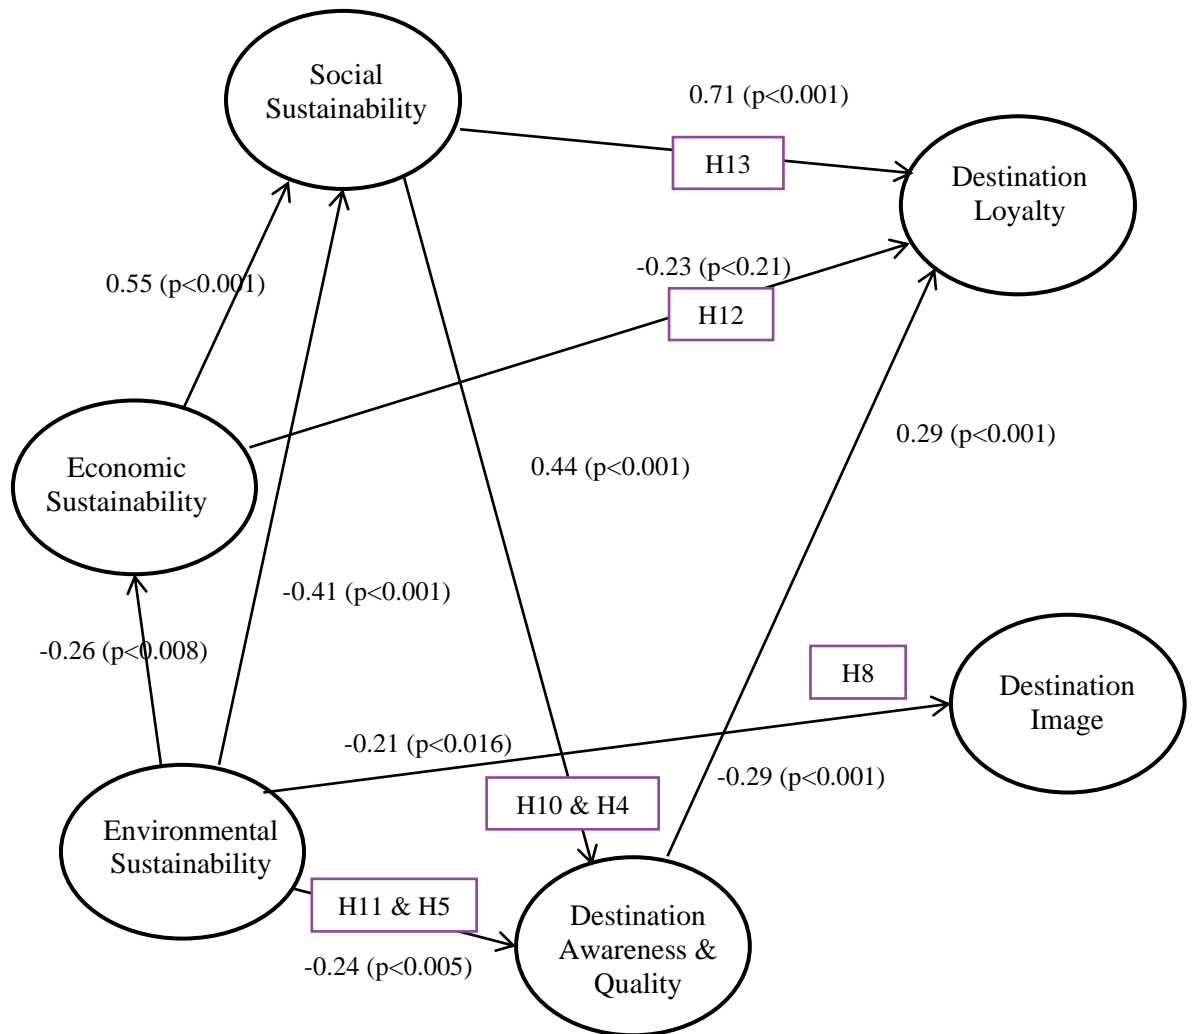 Social
Sustainability
0.71 (p<0.001)
H13
Destination
Loyalty
0.55 (p<0.001)
-0.23 (p<0.21)
H12
Economic
Sustainability
0.44 (p<0.001)
0.29 (p<0.001)
-0.41 (p<0.001)
-0.26 (p<0.008)
H8
Destination
Image
-0.21 (p<0.016)
-0.29 (p<0.001)
H10 & H4
Environmental
Sustainability
H11 & H5
-0.24 (p<0.005)
Destination
Awareness &
Quality